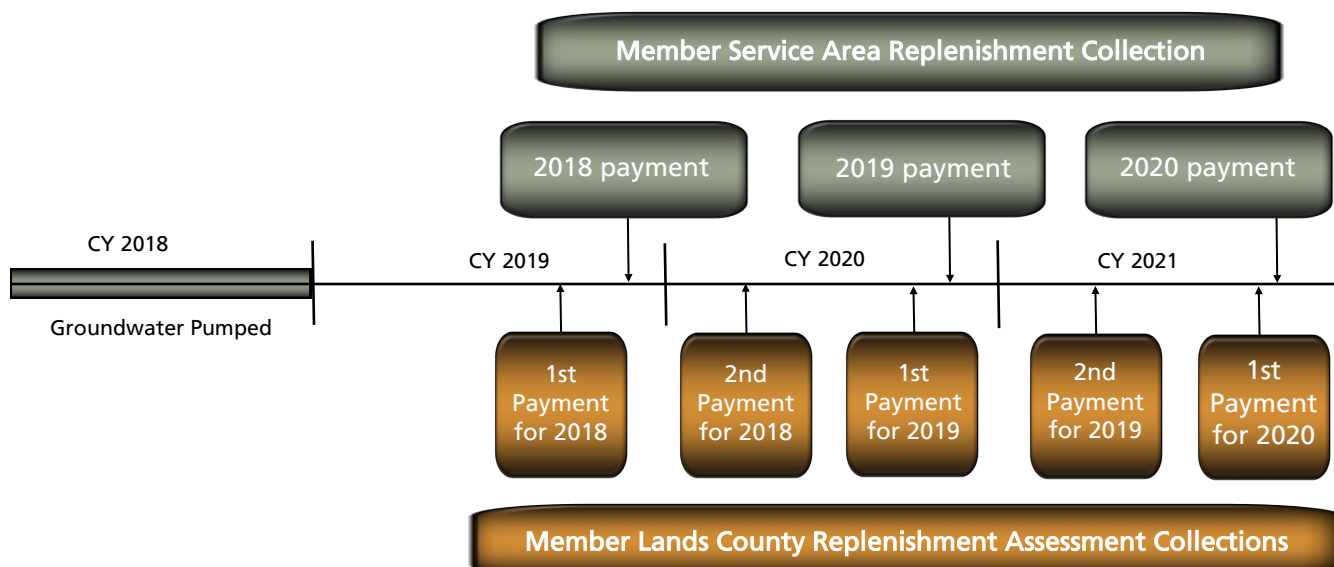 Member Service Area Replenishment Collection
2018 payment
2019 payment
2020 payment
CY 2018
CY 2019
CY 2020
CY 2021
Groundwater Pumped
1st
Payment
for 2018
2nd
Payment
for 2018
1st
Payment
for 2019
2nd
Payment
for 2019
1st
Payment
for 2020
Member Lands County Replenishment Assessment Collections